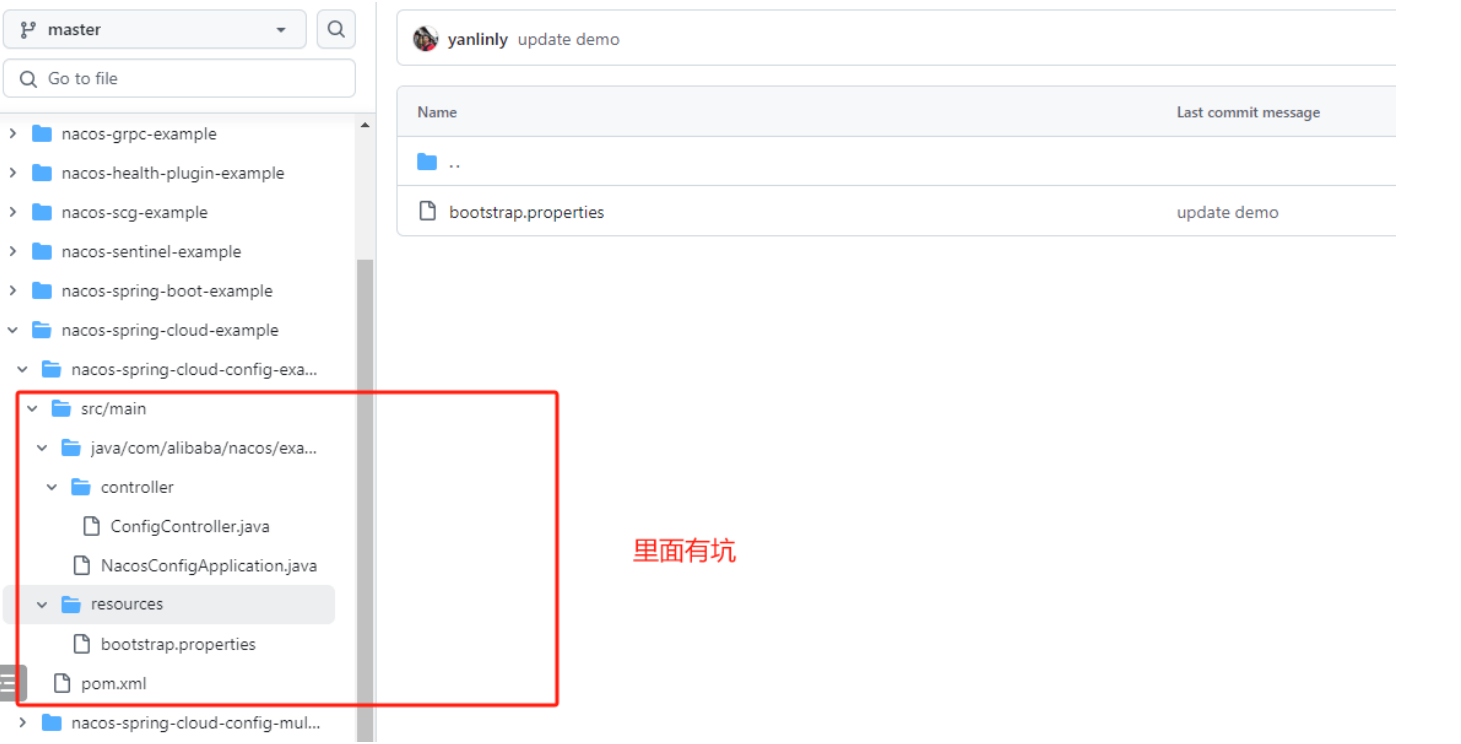 master
Go to file
nacos-grpc-example
nacos-health-plugin-example
nacos-scg-example
nacos-sentinel-example
nacos-spring-boot-example
nacos-spring-cloud-example
nacos-spring-cloud-config-exa...
src/main
java/com/alibaba/nacos/exa...
controller
ConfigController.java
NacosConfigApplication.java
resources
bootstrap.properties
pom.xml
nacos-spring-cloud-config-mul...
yanlinly update demo
Name Last commit message
..
bootstrap.properties update demo
里面有坑